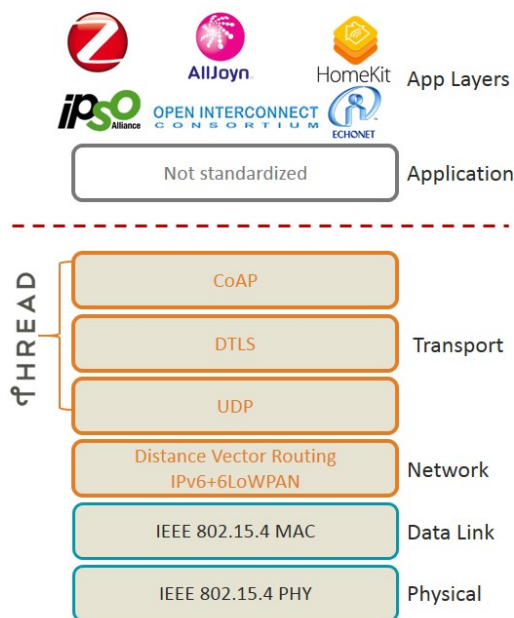 AllJoyn
HomeKit
App Layers
ipso
Alliance
OPEN INTERCONNECT
CONSORTIUM
ECHONET
Not standardized
Application
THREAD
CoAP
DTLS
Transport
UDP
Distance Vector Routing
IPv6+6LoWPAN
Network
IEEE 802.15.4 MAC
Data Link
IEEE 802.15.4 PHY
Physical